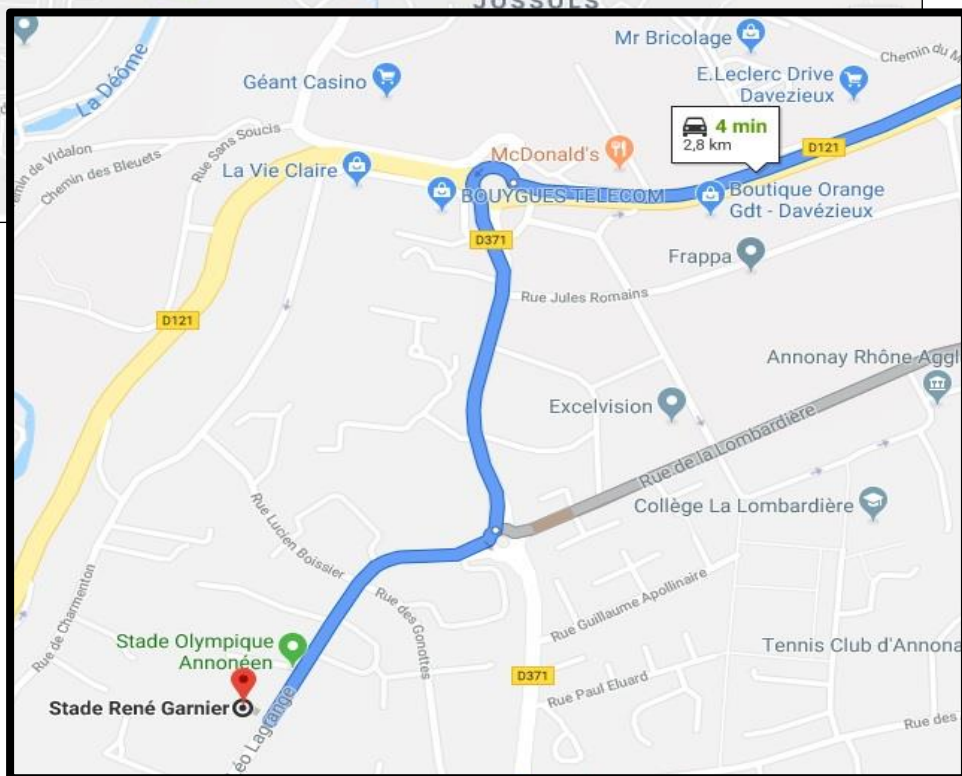 JOSSOLS
La Déôme
Mr Bricolage
Chemin du M
Géant Casino
E.Leclerc Drive
Davezieux
4 min
2,8 km
Rue Sans Soucis
emin de Vidalon
Chemin des Bleuets
McDonald's
D121
La Vie Claire
BOUYGUES TELECOM
Boutique Orange
Gdt - Davézieux
D371
Frappa
Rue Jules Romains
D121
Annonay Rhône Aggl
Excelvision
Rue de la Lombardière
Collège La Lombardière
Rue Lucien Boissier
Rue de Charmenton
Rue des Gonottes
Rue Guillaume Apollinaire
Stade Olympique
Annonéen
Tennis Club d'Annona
D371
Rue Paul Eluard
Stade René Garnier
éo Lagrange
Rue des